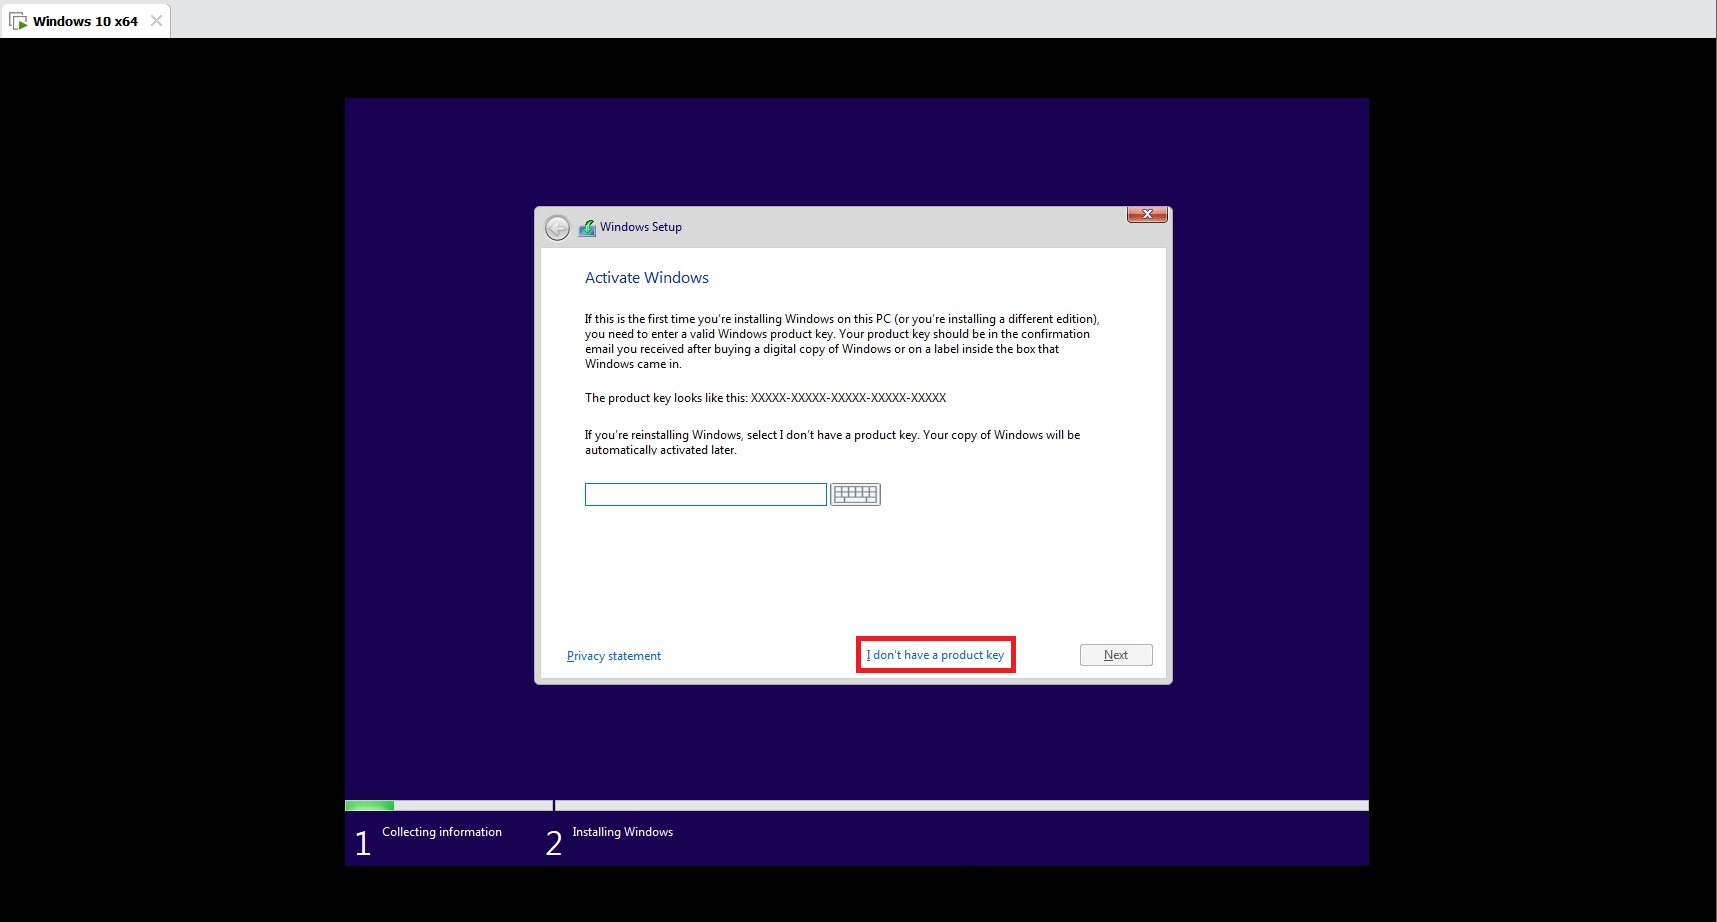 Windows 10 x64
Windows Setup
Activate Windows
If this is the first time you're installing Windows on this PC (or you're installing a different edition),
you need to enter a valid Windows product key. Your product key should be in the confirmation
email you received after buying a digital copy of Windows or on a label inside the box that
Windows came in.
The product key looks like this: XXXXX-XXXXX-XXXXX-XXXXX-XXXXX
If you're reinstalling Windows, select I don't have a product key. Your copy of Windows will be
automatically activated later.
Privacy statement
I don't have a product key
Next
1 Collecting information
2 Installing Windows